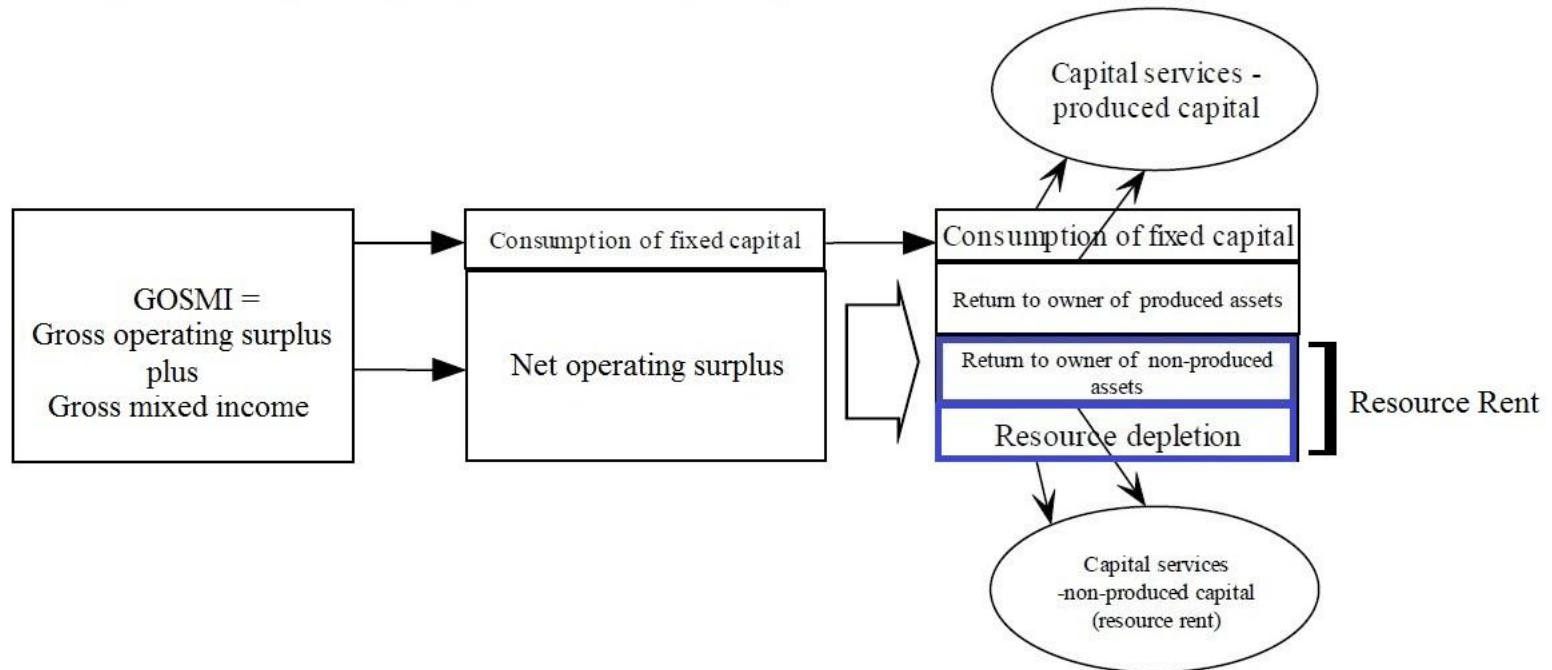 Capital services -
produced capital
GOSMI =
Gross operating surplus
plus
Gross mixed income
Consumption of fixed capital
Net operating surplus
Consumption of fixed capital
Return to owner of produced assets
Return to owner of non-produced
assets
Resource depletion
Resource Rent
Capital services
-non-produced capital
(resource rent)